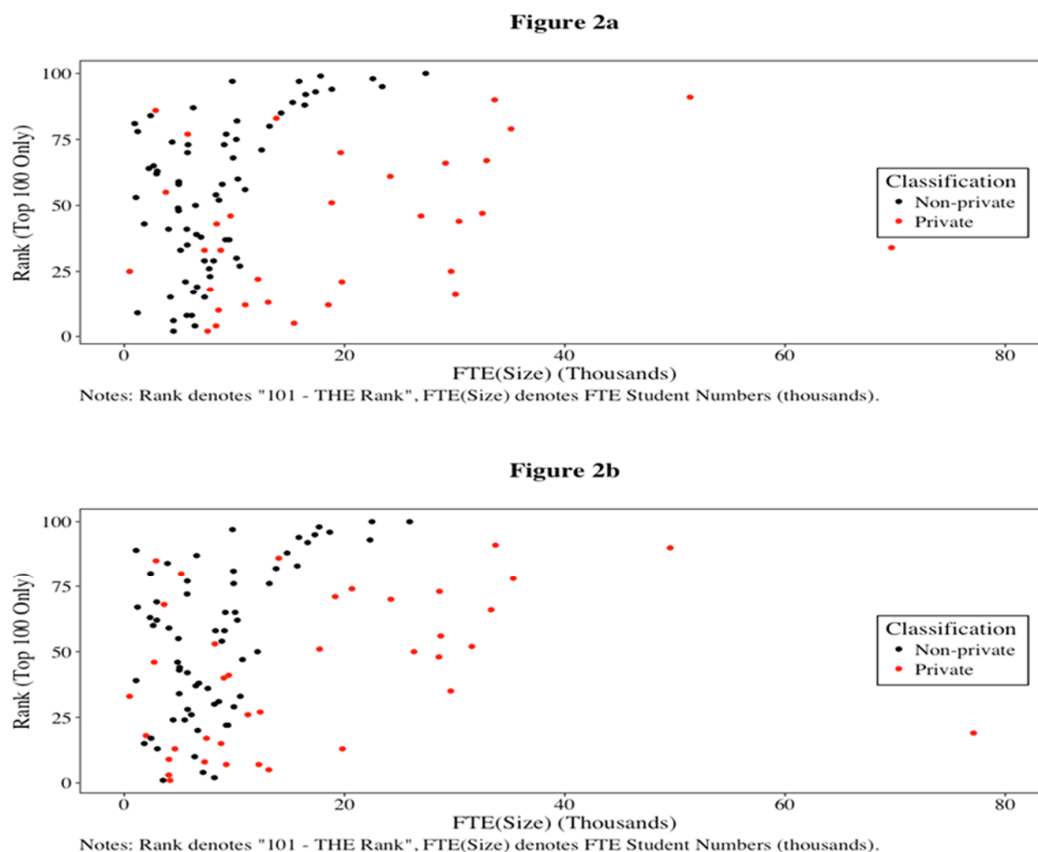 Figure 2a
Rank (Top 100 Only)
100
75
50
25
0
Classification
Non-private
Private
0 20 40 60 80
FTE(Size) (Thousands)
Notes: Rank denotes "101 - THE Rank", FTE(Size) denotes FTE Student Numbers (thousands).
Figure 2b
Rank (Top 100 Only)
100
75
50
25
0
Classification
Non-private
Private
0 20 40 60 80
FTE(Size) (Thousands)
Notes: Rank denotes "101 - THE Rank", FTE(Size) denotes FTE Student Numbers (thousands).